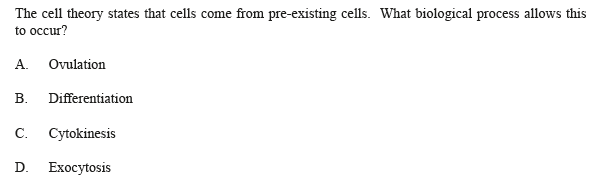 The cell theory states that cells come from pre-existing cells. What biological process allows this
to occur?
A. Ovulation
B. Differentiation
C. Cytokinesis
D. Exocytosis